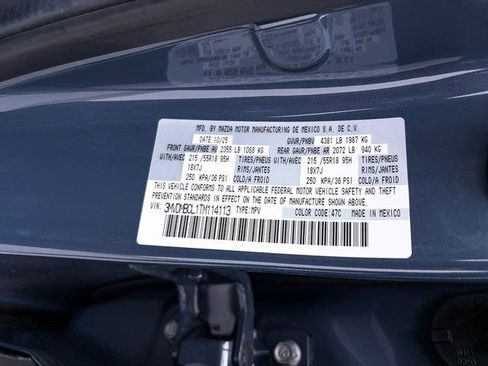 MFD. BY MAZDA MOTOR MANUFACTURING DE MEXICO S.A. DE C.V.
DATE 10/25 GVWR/PNBV 4381 LB 1987 KG
FRONT GAWR/PNBE AV 2355 LB 1068 KG REAR GAWR/PNBE AR 2072 LB 940 KG
WITH/AVEC 215/55R18 95H TIRES/PNEUS WITH/AVEC 215/55R18 95H TIRES/PNEUS
18X7J RIMS/JANTES 18X7J RIMS/JANTES
250 KPA/36 PSI COLD/A FROID 250 KPA/36 PSI COLD/A FROID
THIS VEHICLE CONFORMS TO ALL APPLICABLE FEDERAL MOTOR VEHICLE SAFETY AND THEFT
PREVENTION STANDARDS IN EFFECT ON THE DATE OF MANUFACTURE SHOWN ABOVE.
VIN: 3MVDMBCL1TM114113 TYPE:MPV COLOR CODE:47C MADE IN MEXICO